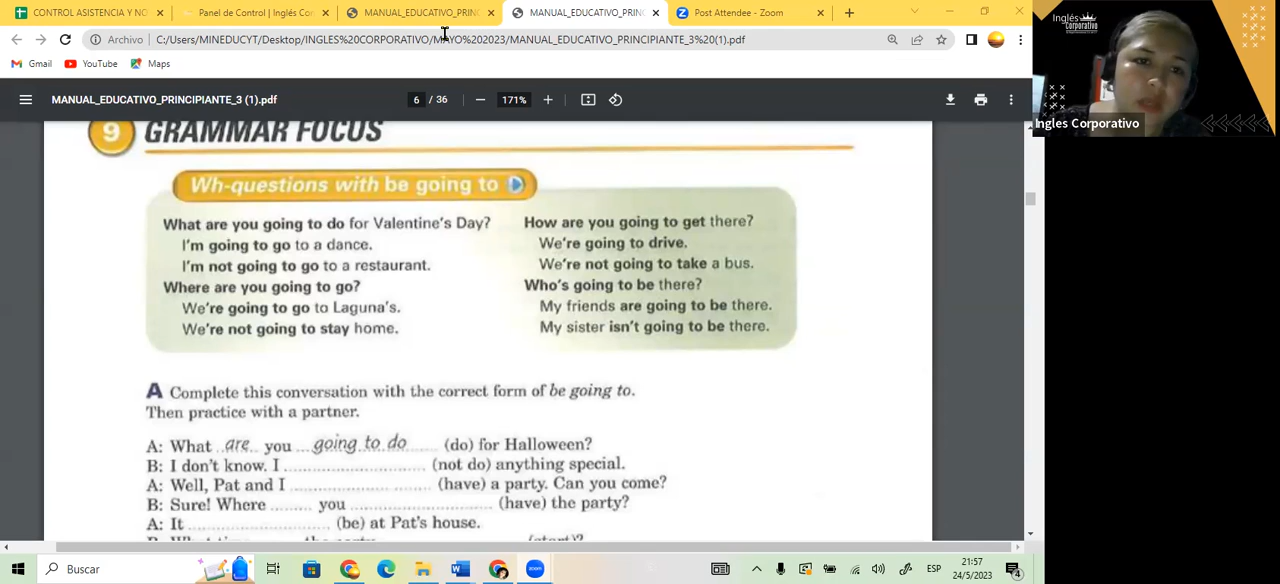 CONTROL ASISTENCIA Y NO
Panel de Control | Inglés Cor
MANUAL_EDUCATIVO_PRINC
MANUAL_EDUCATIVO_PRINC
Post Attendee - Zoom
Archivo
C:/Users/MINEDUCYT/Desktop/INGLES%20CORPORATIVO/MAYO%202023/MANUAL_EDUCATIVO_PRINCIPIANTE_3%20(1).pdf
Gmail
YouTube
Maps
MANUAL_EDUCATIVO_PRINCIPIANTE_3 (1).pdf
6 / 36
171%
Inglés
Corporativo
Ingles Corporativo
9 GRAMMAR FOCUS
Wh-questions with be going to
What are you going to do for Valentine's Day?
I'm going to go to a dance.
I'm not going to go to a restaurant.
Where are you going to go?
We're going to go to Laguna's.
We're not going to stay home.
How are you going to get there?
We're going to drive.
We're not going to take a bus.
Who's going to be there?
My friends are going to be there.
My sister isn't going to be there.
A Complete this conversation with the correct form of be going to.
Then practice with a partner.
A: What are you going to do (do) for Halloween?
B: I don't know. I ............................ (not do) anything special.
A: Well, Pat and I ............................ (have) a party. Can you come?
B: Sure! Where ........ you ............................ (have) the party?
A: It ............................ (be) at Pat's house.
Buscar
ESP
21:57
24/5/2023
4